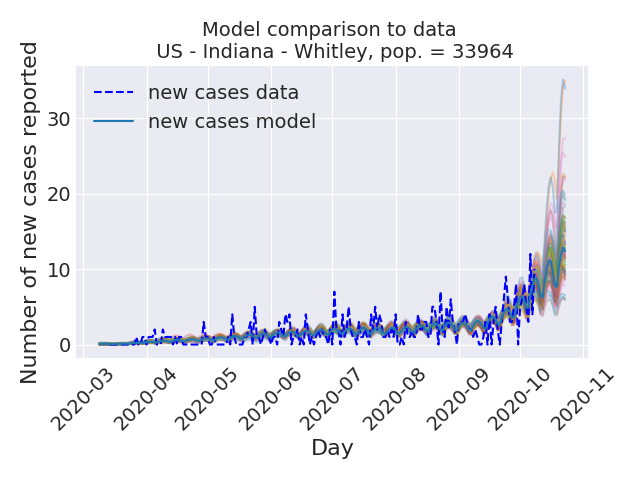 Model comparison to data
US - Indiana - Whitley, pop. = 33964
Number of new cases reported
new cases data
new cases model
30
20
10
0
2020-03
2020-04
2020-05
2020-06
2020-07
2020-08
2020-09
2020-10
2020-11
Day